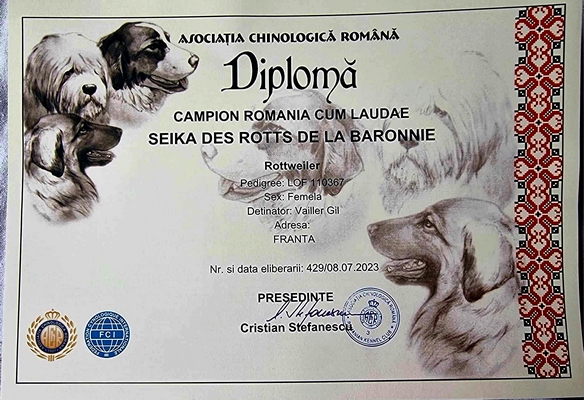 ASOCIAȚIA CHINOLOGICĂ ROMÂNĂ
Diplomă
CAMPION ROMANIA CUM LAUDAE
SEIKA DES ROTTS DE LA BARONNIE
Rottweiler
Pedigree: LOF 110367
Sex: Femela
Detinator: Vailler Gil
Adresa:
FRANTA
Nr. si data eliberarii: 429/08.07.2023
PRESEDINTE
Cristian Stefanescu
FCI